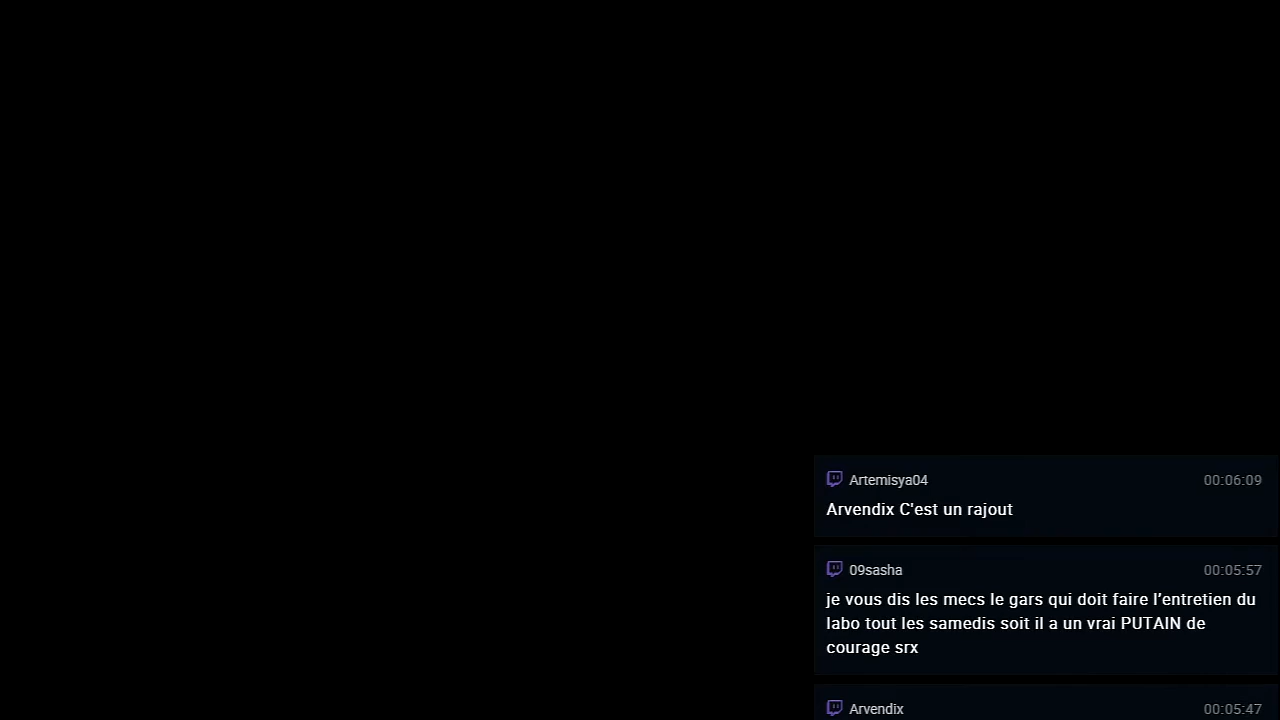 Artemisya04 00:06:09
Arvendix C'est un rajout
09sasha 00:05:57
je vous dis les mecs le gars qui doit faire l'entretien du
labo tout les samedis soit il a un vrai PUTAIN de
courage srx
Arvendix 00:05:47